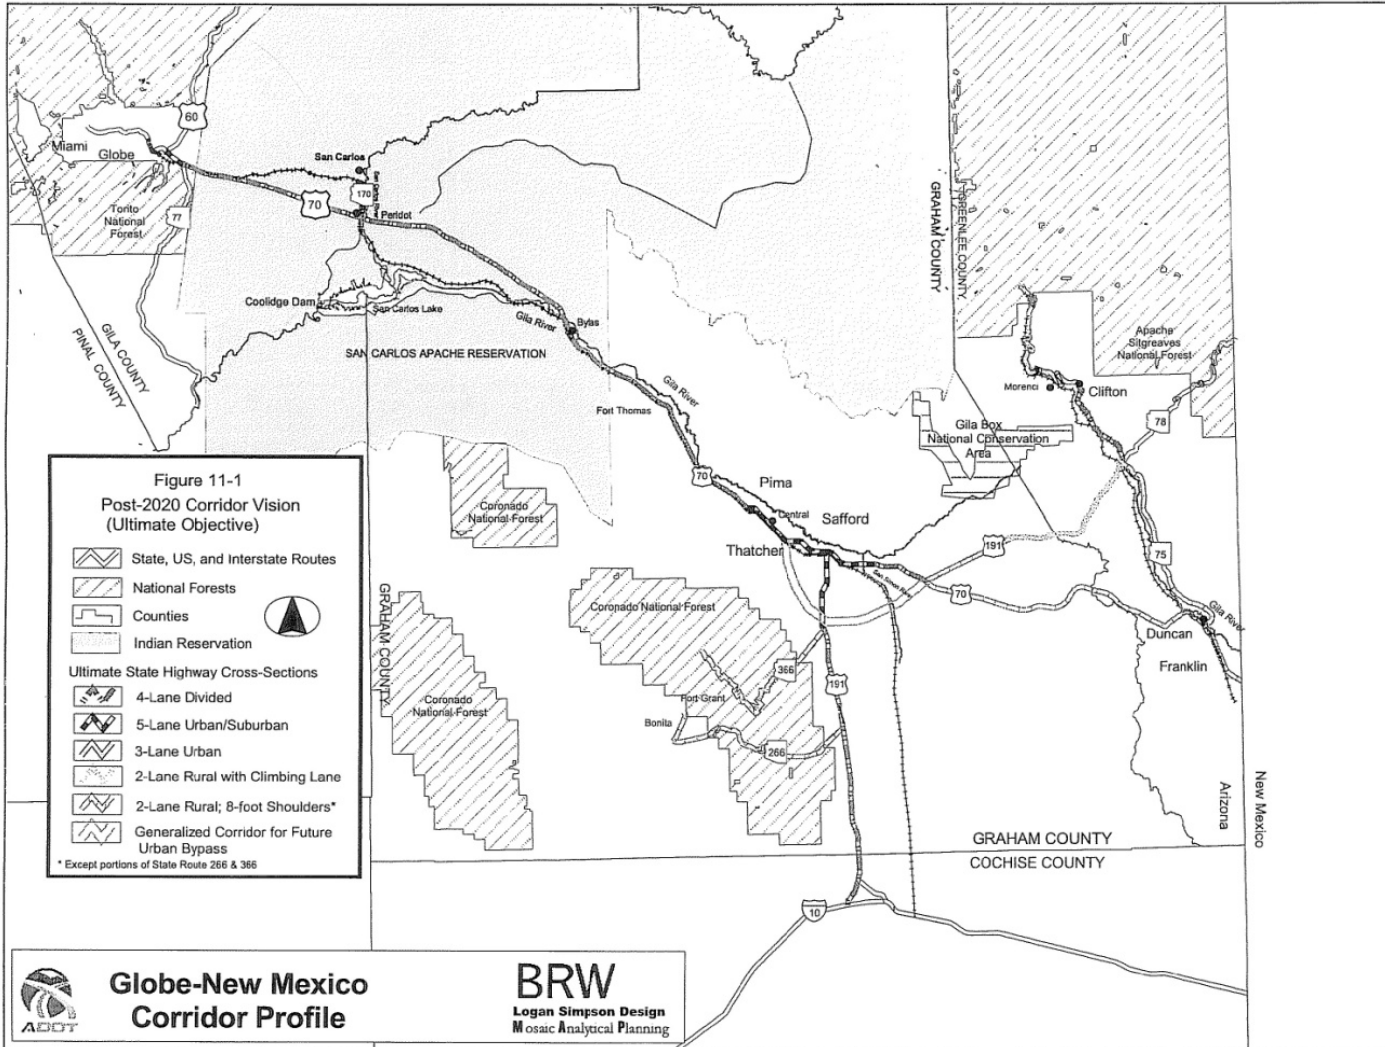 60
Miami
Globe
San Carlos
San Carlos River
170
70
Peridot
Tonto
National
Forest
77
Coolidge Dam
San Carlos Lake
Gila River
Bylas
SAN CARLOS APACHE RESERVATION
GILA COUNTY
PINAL COUNTY
GRAHAM COUNTY
GREENLEE COUNTY
Apache
Sitgreaves
National Forest
Morenci
Clifton
78
Gila River
Fort Thomas
Gila Box
National Conservation
Area
70
Pima
Central
Safford
Thatcher
191
75
70
Gila River
Duncan
Franklin
Coronado
National Forest
Coronado National Forest
GRAHAM COUNTY
366
191
Fort Grant
Bonita
266
Coronado
National Forest
Arizona
New Mexico
GRAHAM COUNTY
COCHISE COUNTY
10
Figure 11-1
Post-2020 Corridor Vision
(Ultimate Objective)
State, US, and Interstate Routes
National Forests
Counties
Indian Reservation
Ultimate State Highway Cross-Sections
4-Lane Divided
5-Lane Urban/Suburban
3-Lane Urban
2-Lane Rural with Climbing Lane
2-Lane Rural; 8-foot Shoulders*
Generalized Corridor for Future
Urban Bypass
* Except portions of State Route 266 & 366
ADOT
Globe-New Mexico
Corridor Profile
BRW
Logan Simpson Design
Mosaic Analytical Planning